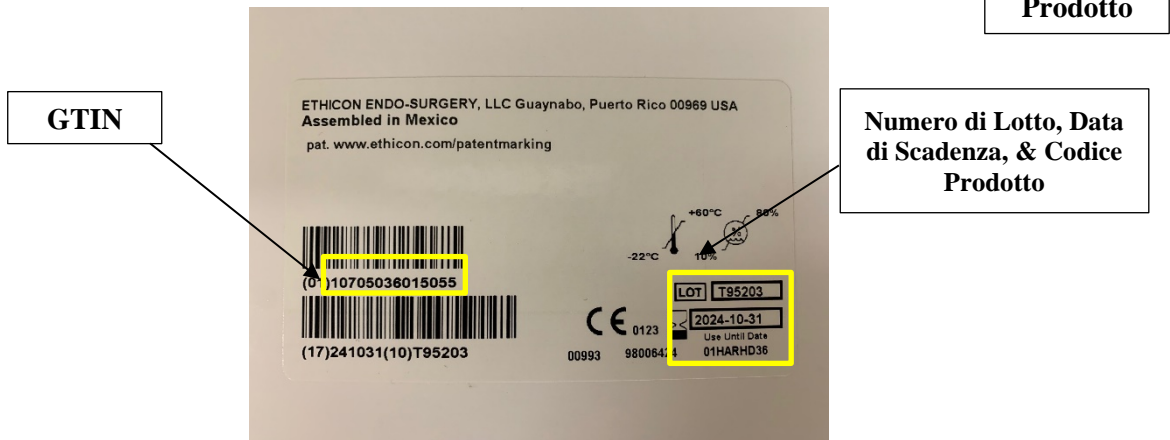 Prodotto
GTIN
Numero di Lotto, Data
di Scadenza, & Codice
Prodotto
ETHICON ENDO-SURGERY, LLC Guaynabo, Puerto Rico 00969 USA
Assembled in Mexico
pat. www.ethicon.com/patentmarking
+60°C
80%
%
-22°C
10%
(01)10705036015055
LOT T95203
2024-10-31
Use Until Date
CE 0123
(17)241031(10)T95203
00993 98006424 01HARHD36